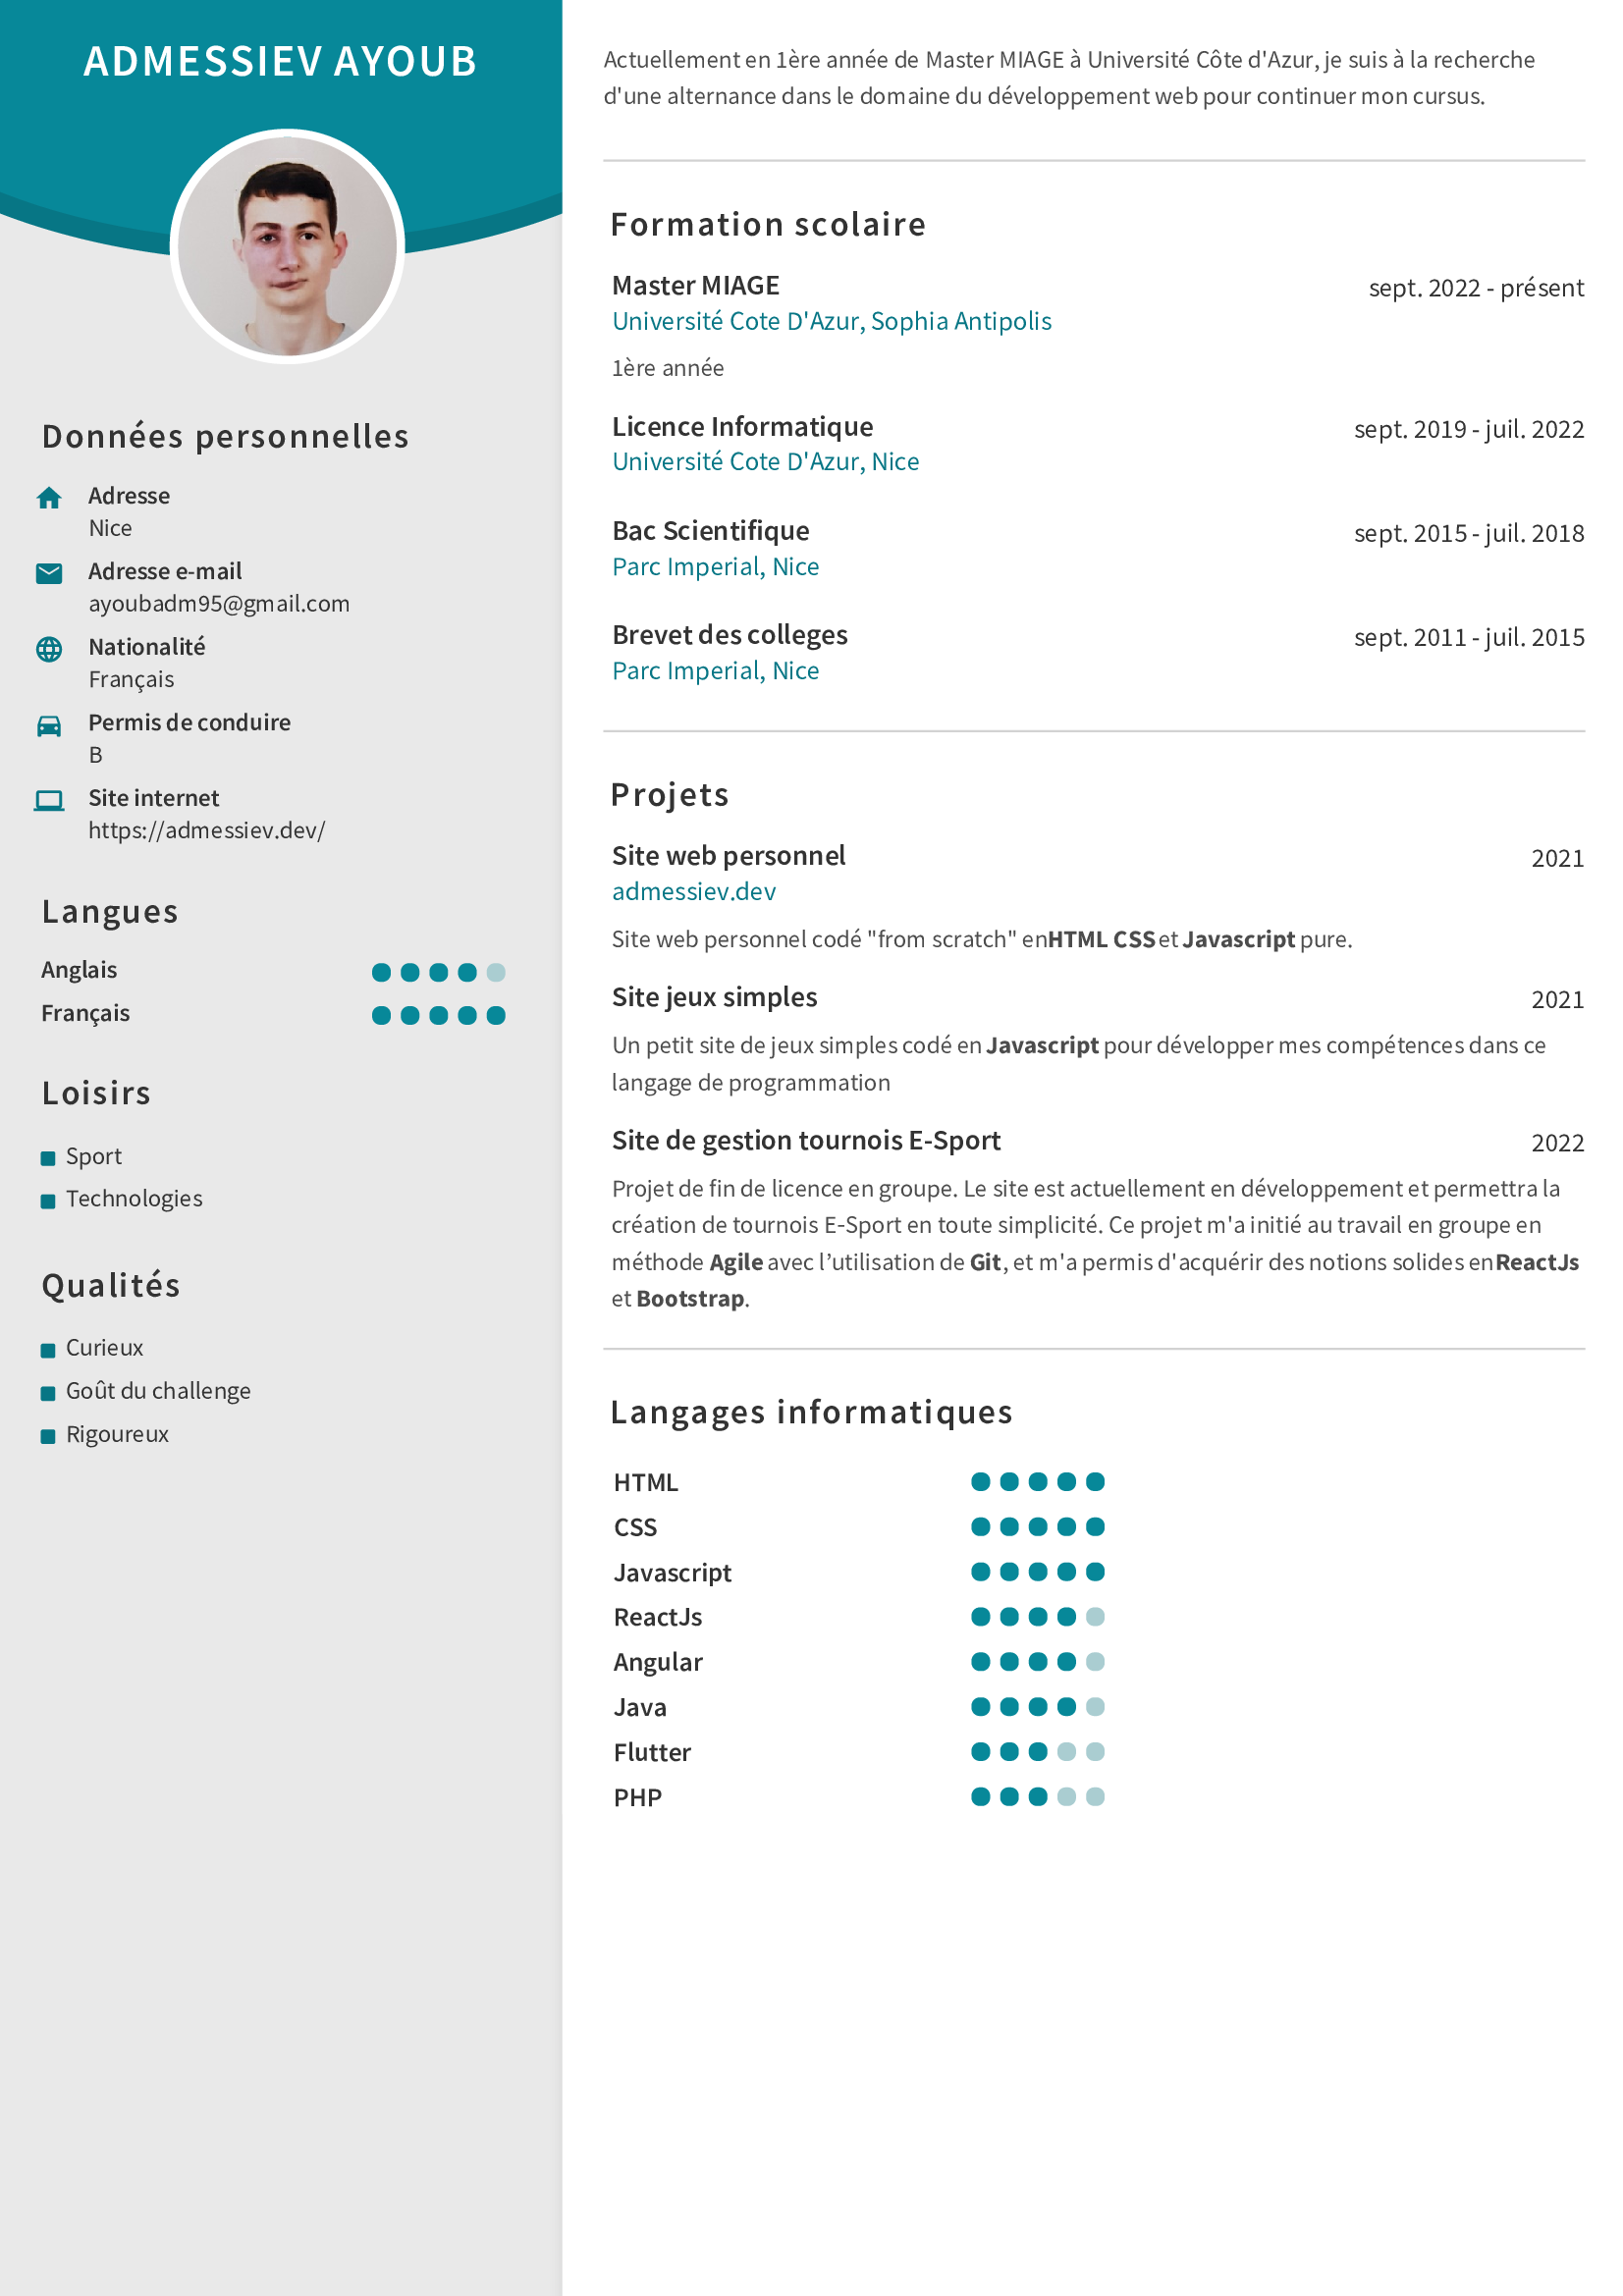 ADMESSIEV AYOUB
Données personnelles
Adresse
Nice
Adresse e-mail
ayoubadm95@gmail.com
Nationalité
Français
Permis de conduire
B
Site internet
https://admessiev.dev/
Langues
Anglais
Français
Loisirs
Sport
Technologies
Qualités
Curieux
Goût du challenge
Rigoureux
Actuellement en 1ère année de Master MIAGE à Université Côte d'Azur, je suis à la recherche
d'une alternance dans le domaine du développement web pour continuer mon cursus.
Formation scolaire
Master MIAGE sept. 2022 - présent
Université Cote D'Azur, Sophia Antipolis
1ère année
Licence Informatique sept. 2019 - juil. 2022
Université Cote D'Azur, Nice
Bac Scientifique sept. 2015 - juil. 2018
Parc Imperial, Nice
Brevet des colleges sept. 2011 - juil. 2015
Parc Imperial, Nice
Projets
Site web personnel 2021
admessiev.dev
Site web personnel codé "from scratch" en HTML CSS et Javascript pure.
Site jeux simples 2021
Un petit site de jeux simples codé en Javascript pour développer mes compétences dans ce
langage de programmation
Site de gestion tournois E-Sport 2022
Projet de fin de licence en groupe. Le site est actuellement en développement et permettra la
création de tournois E-Sport en toute simplicité. Ce projet m'a initié au travail en groupe en
méthode Agile avec l’utilisation de Git, et m'a permis d'acquérir des notions solides en ReactJs
et Bootstrap.
Langages informatiques
HTML
CSS
Javascript
ReactJs
Angular
Java
Flutter
PHP